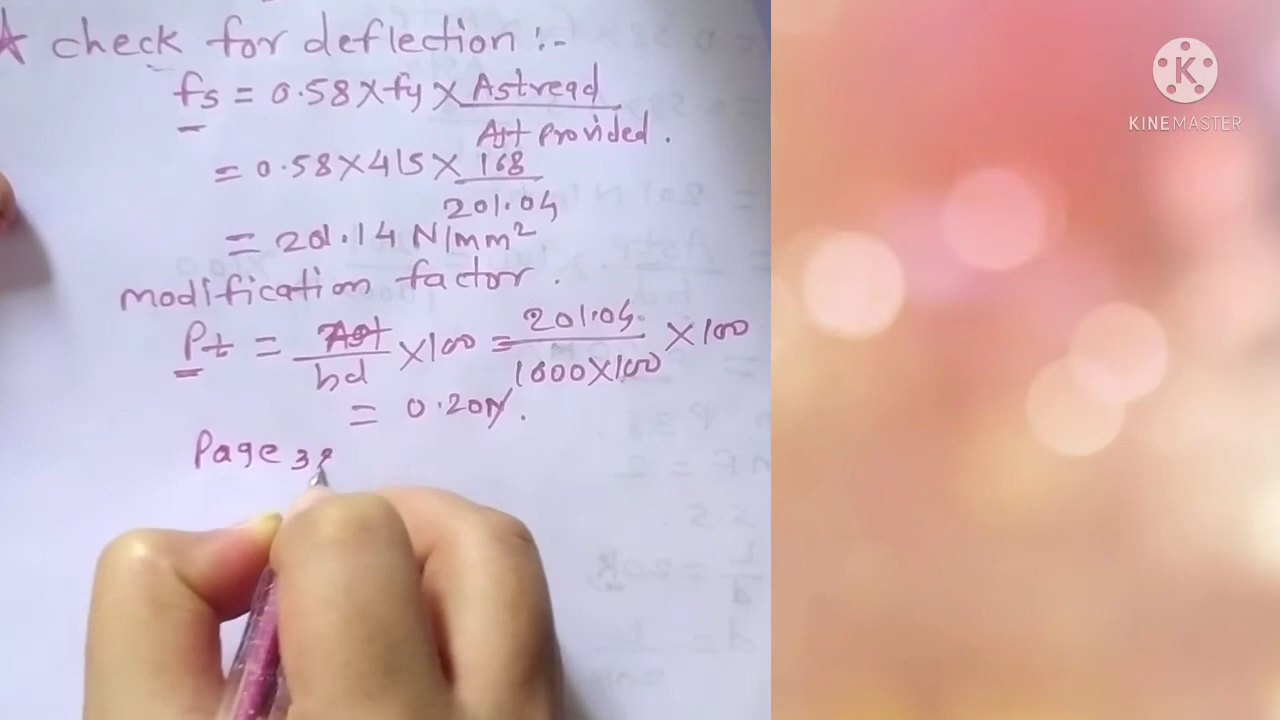 check for deflection :-
fs = 0.58 x fy x Ast read / Ast provided.
= 0.58 x 415 x 168 / 201.04
= 201.14 N/mm²
modification factor.
Pt = Ast / bd x 100 = 201.04 / 1000 x 100 x 100
= 0.20%.
Page 38
KINEMASTER